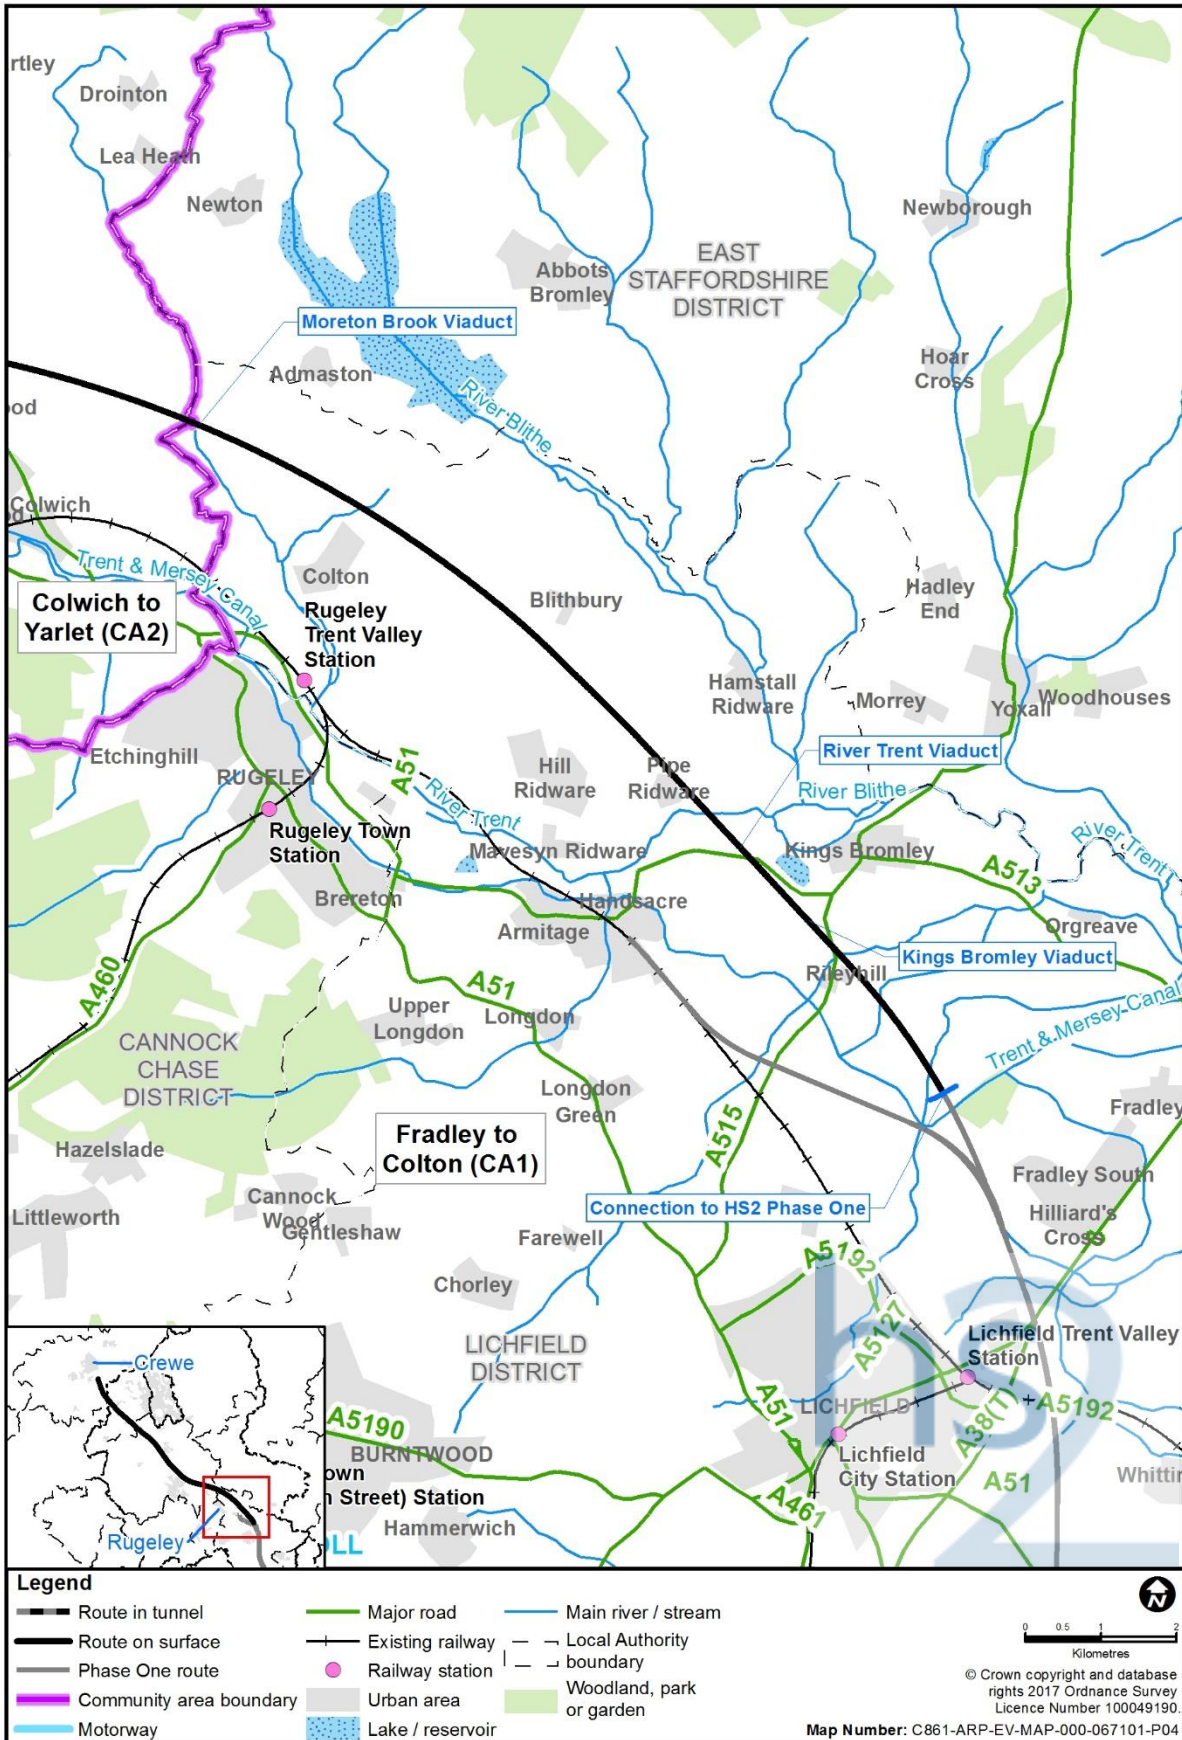 rtley
Drointon
Lea Heath
Newton
Newborough
EAST
STAFFORDSHIRE
DISTRICT
Abbots
Bromley
Moreton Brook Viaduct
Admaston
Hoar
Cross
River Blithe
ood
Colwich
Trent & Mersey Canal
Colton
Colwich to
Yarlet (CA2)
Rugeley
Trent Valley
Station
Blithbury
Hadley
End
Hamstall
Ridware
Morrey
Yoxall
Woodhouses
Etchinghill
RUGELEY
A51
Hill
Ridware
Pipe
Ridware
River Trent Viaduct
River Blithe
River Trent
Rugeley Town
Station
Mavesyn Ridware
Kings Bromley
River Trent
A513
Brereton
Handsacre
Armitage
Orgreave
Kings Bromley Viaduct
Rileyhill
A460
A51
Upper
Longdon
Longdon
Trent & Mersey Canal
CANNOCK
CHASE
DISTRICT
Longdon
Green
Fradley
A515
Fradley to
Colton (CA1)
Hazelslade
Fradley South
Cannock
Wood
Gentleshaw
Littleworth
Connection to HS2 Phase One
Hilliard's
Cross
Farewell
A5192
Chorley
hs2
LICHFIELD
DISTRICT
A5127
Lichfield Trent Valley
Station
Crewe
A51
LICHFIELD
A38(T)
A5192
A5190
BURNTWOOD
Lichfield
City Station
A51
Whittin
own
n Street) Station
A461
Hammerwich
Rugeley
OLL
Legend
Route in tunnel
Route on surface
Phase One route
Community area boundary
Motorway
Major road
Existing railway
Railway station
Urban area
Lake / reservoir
Main river / stream
Local Authority
boundary
Woodland, park
or garden
N
0 0.5 1 2
Kilometres
© Crown copyright and database
rights 2017 Ordnance Survey
Licence Number 100049190.
Map Number: C861-ARP-EV-MAP-000-067101-P04